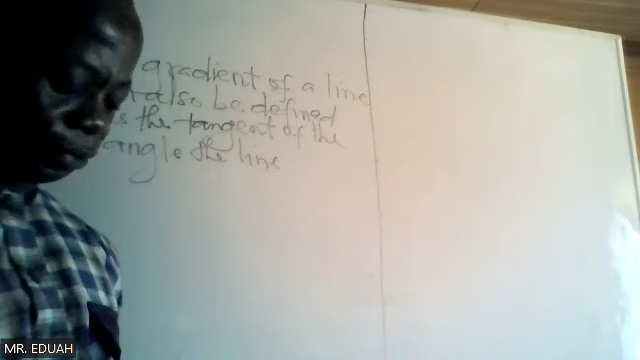 gradient of a line
also be defined
the tangent of the
angle the line
MR. EDUAH